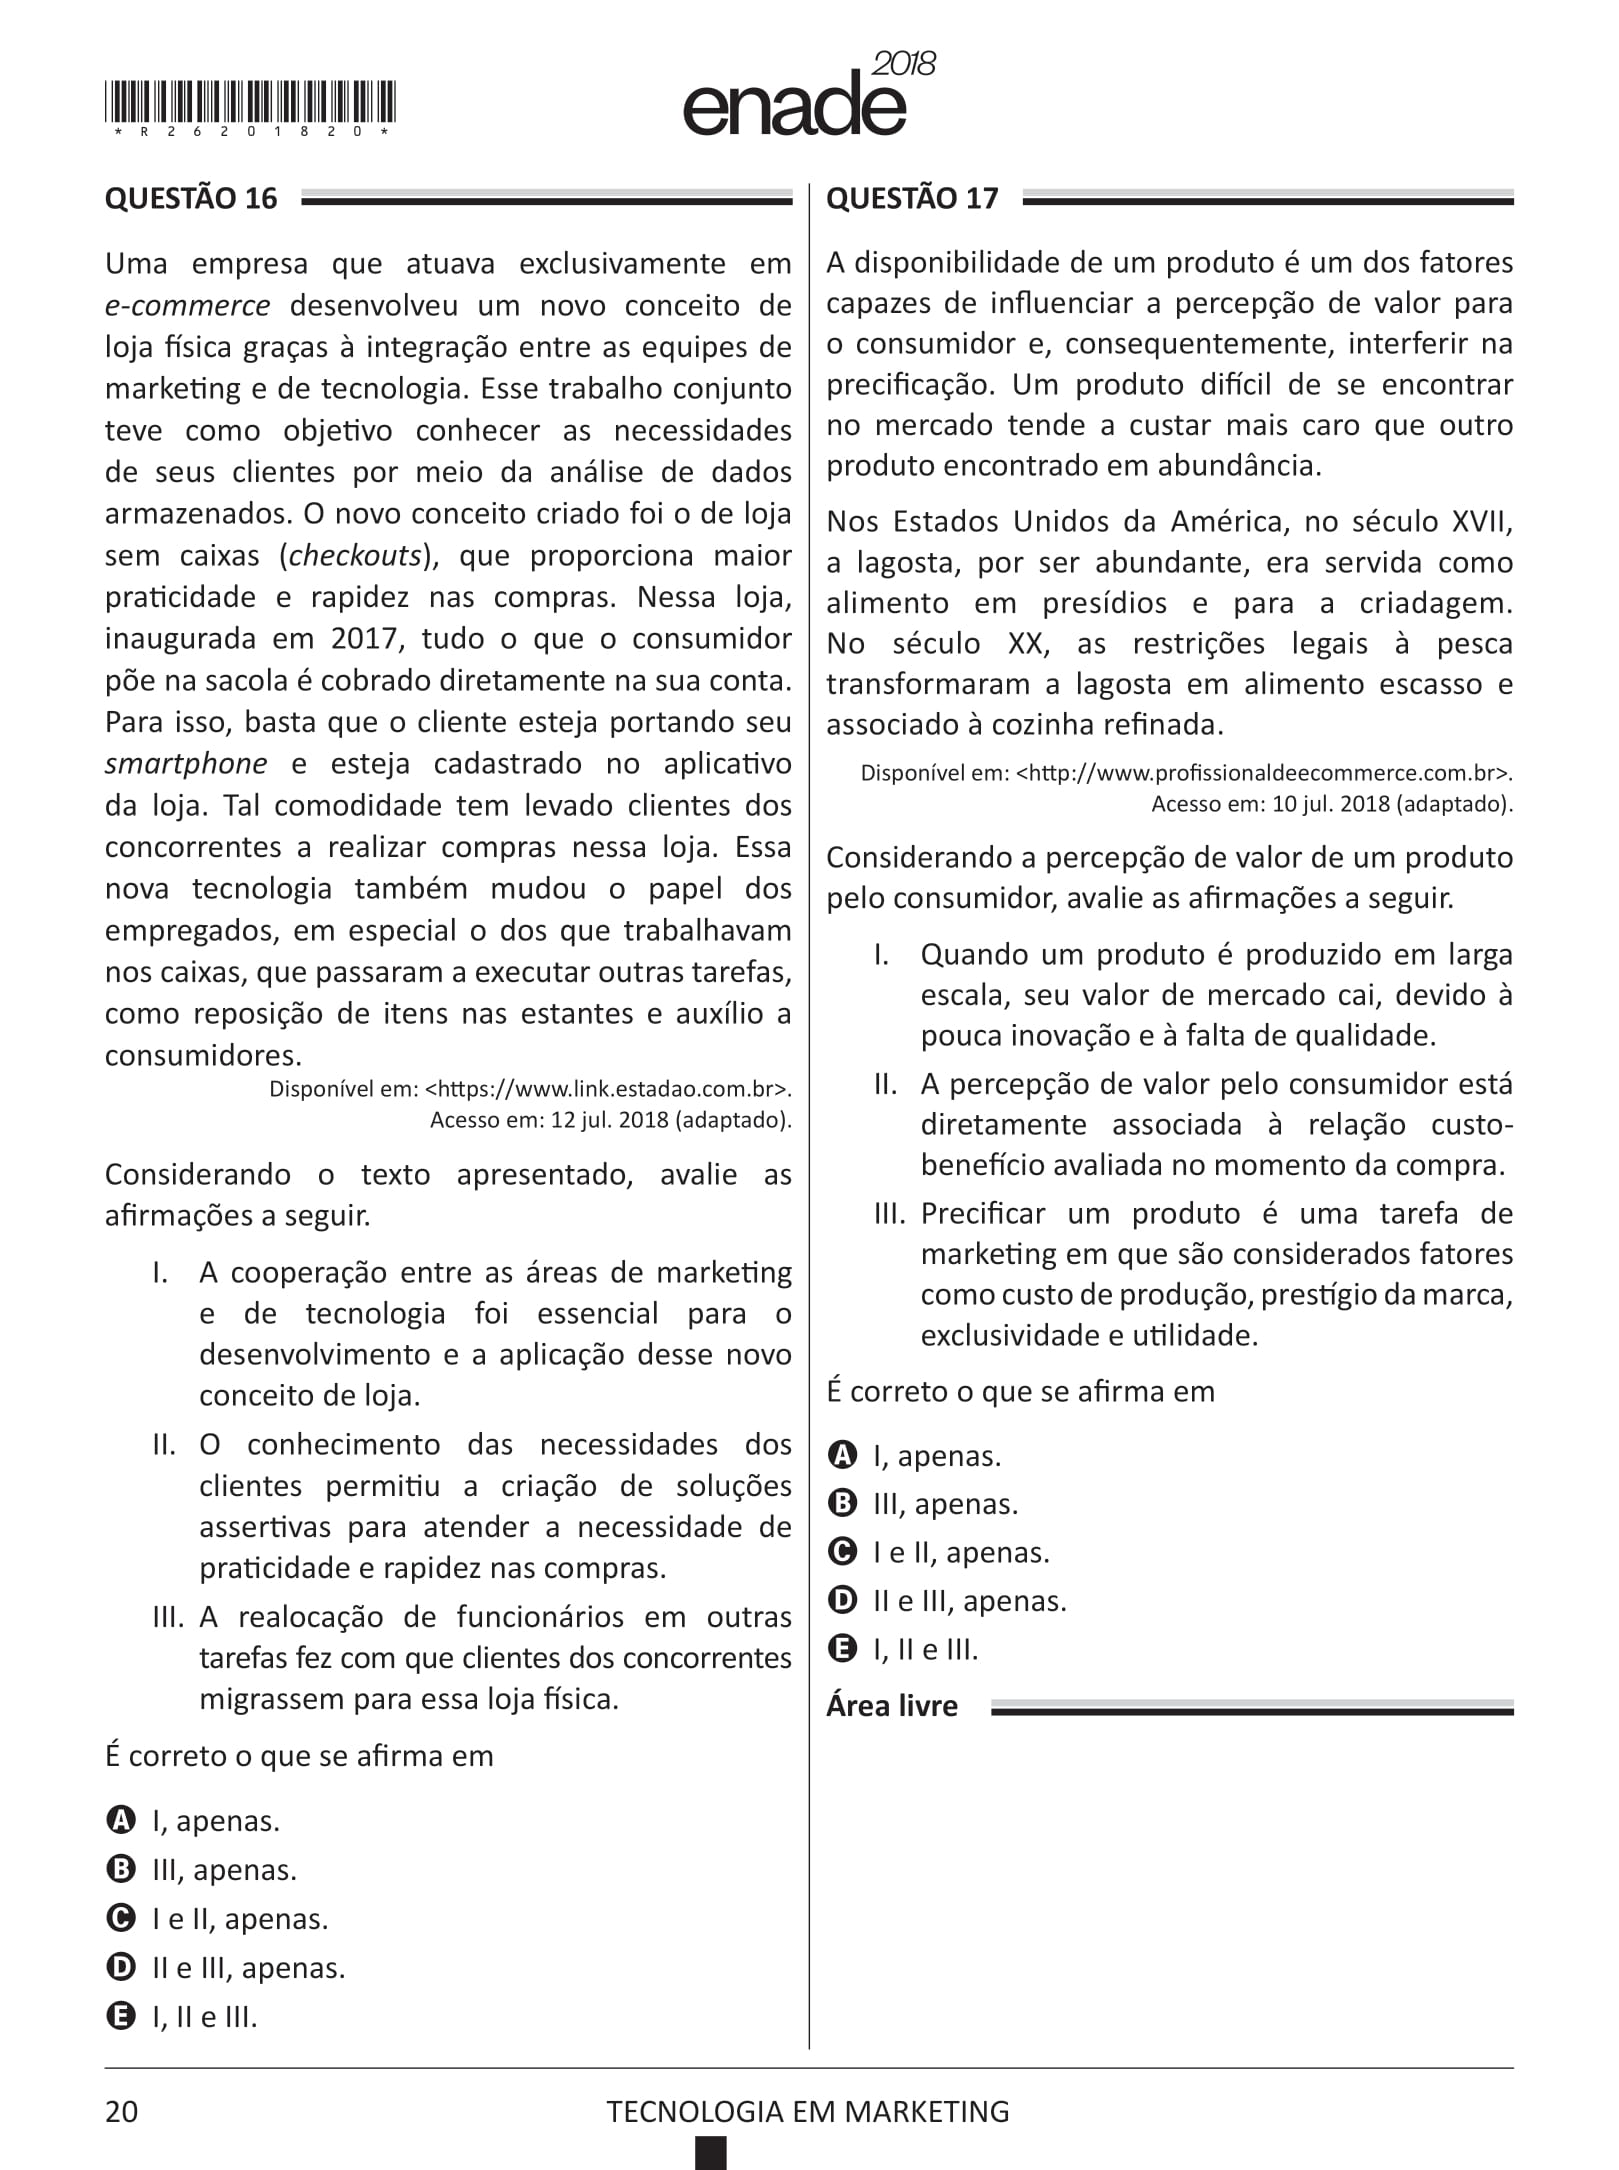 *R26201820*
enade2018
QUESTÃO 16
Uma empresa que atuava exclusivamente em
e-commerce desenvolveu um novo conceito de
loja física graças à integração entre as equipes de
marketing e de tecnologia. Esse trabalho conjunto
teve como objetivo conhecer as necessidades
de seus clientes por meio da análise de dados
armazenados. O novo conceito criado foi o de loja
sem caixas (checkouts), que proporciona maior
praticidade e rapidez nas compras. Nessa loja,
inaugurada em 2017, tudo o que o consumidor
põe na sacola é cobrado diretamente na sua conta.
Para isso, basta que o cliente esteja portando seu
smartphone e esteja cadastrado no aplicativo
da loja. Tal comodidade tem levado clientes dos
concorrentes a realizar compras nessa loja. Essa
nova tecnologia também mudou o papel dos
empregados, em especial o dos que trabalhavam
nos caixas, que passaram a executar outras tarefas,
como reposição de itens nas estantes e auxílio a
consumidores.
Disponível em: <https://www.link.estadao.com.br>.
Acesso em: 12 jul. 2018 (adaptado).
Considerando o texto apresentado, avalie as
afirmações a seguir.
I. A cooperação entre as áreas de marketing
e de tecnologia foi essencial para o
desenvolvimento e a aplicação desse novo
conceito de loja.
II. O conhecimento das necessidades dos
clientes permitiu a criação de soluções
assertivas para atender a necessidade de
praticidade e rapidez nas compras.
III. A realocação de funcionários em outras
tarefas fez com que clientes dos concorrentes
migrassem para essa loja física.
É correto o que se afirma em
A I, apenas.
B III, apenas.
C I e II, apenas.
D II e III, apenas.
E I, II e III.
QUESTÃO 17
A disponibilidade de um produto é um dos fatores
capazes de influenciar a percepção de valor para
o consumidor e, consequentemente, interferir na
precificação. Um produto difícil de se encontrar
no mercado tende a custar mais caro que outro
produto encontrado em abundância.
Nos Estados Unidos da América, no século XVII,
a lagosta, por ser abundante, era servida como
alimento em presídios e para a criadagem.
No século XX, as restrições legais à pesca
transformaram a lagosta em alimento escasso e
associado à cozinha refinada.
Disponível em: <http://www.profissionaldeecommerce.com.br>.
Acesso em: 10 jul. 2018 (adaptado).
Considerando a percepção de valor de um produto
pelo consumidor, avalie as afirmações a seguir.
I. Quando um produto é produzido em larga
escala, seu valor de mercado cai, devido à
pouca inovação e à falta de qualidade.
II. A percepção de valor pelo consumidor está
diretamente associada à relação custo-
benefício avaliada no momento da compra.
III. Precificar um produto é uma tarefa de
marketing em que são considerados fatores
como custo de produção, prestígio da marca,
exclusividade e utilidade.
É correto o que se afirma em
A I, apenas.
B III, apenas.
C I e II, apenas.
D II e III, apenas.
E I, II e III.
Área livre
20
TECNOLOGIA EM MARKETING